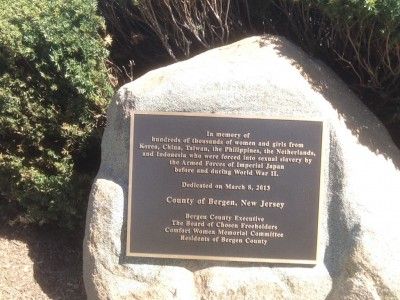 In memory of
hundreds of thousands of women and girls from
Korea, China, Taiwan, the Philippines, the Netherlands,
and Indonesia who were forced into sexual slavery by
the Armed Forces of Imperial Japan
before and during World War II.
Dedicated on March 8, 2013
County of Bergen, New Jersey
Bergen County Executive
The Board of Chosen Freeholders
Comfort Women Memorial Committee
Residents of Bergen County